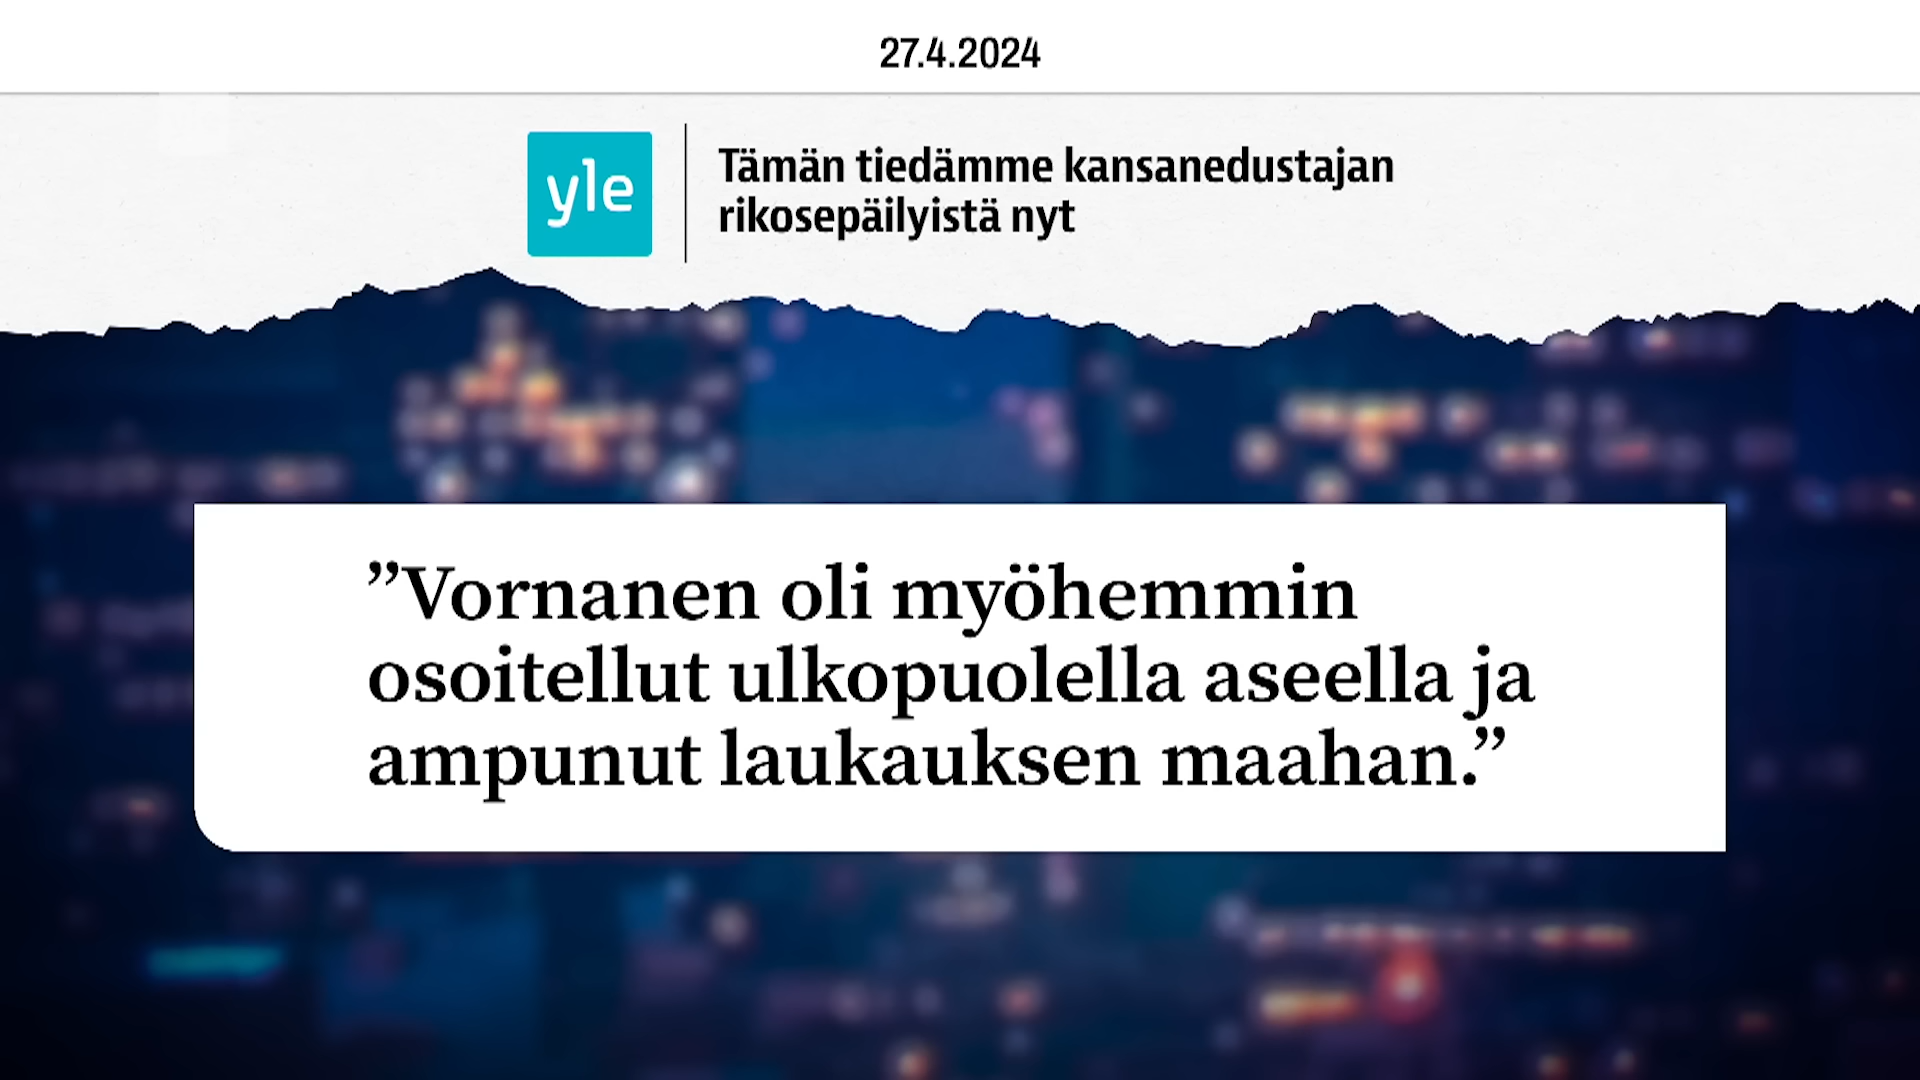 27.4.2024
yle
Tämän tiedämme kansanedustajan
rikosepäilyistä nyt
”Vornanen oli myöhemmin
osoitellut ulkopuolella aseella ja
ampunut laukauksen maahan.”